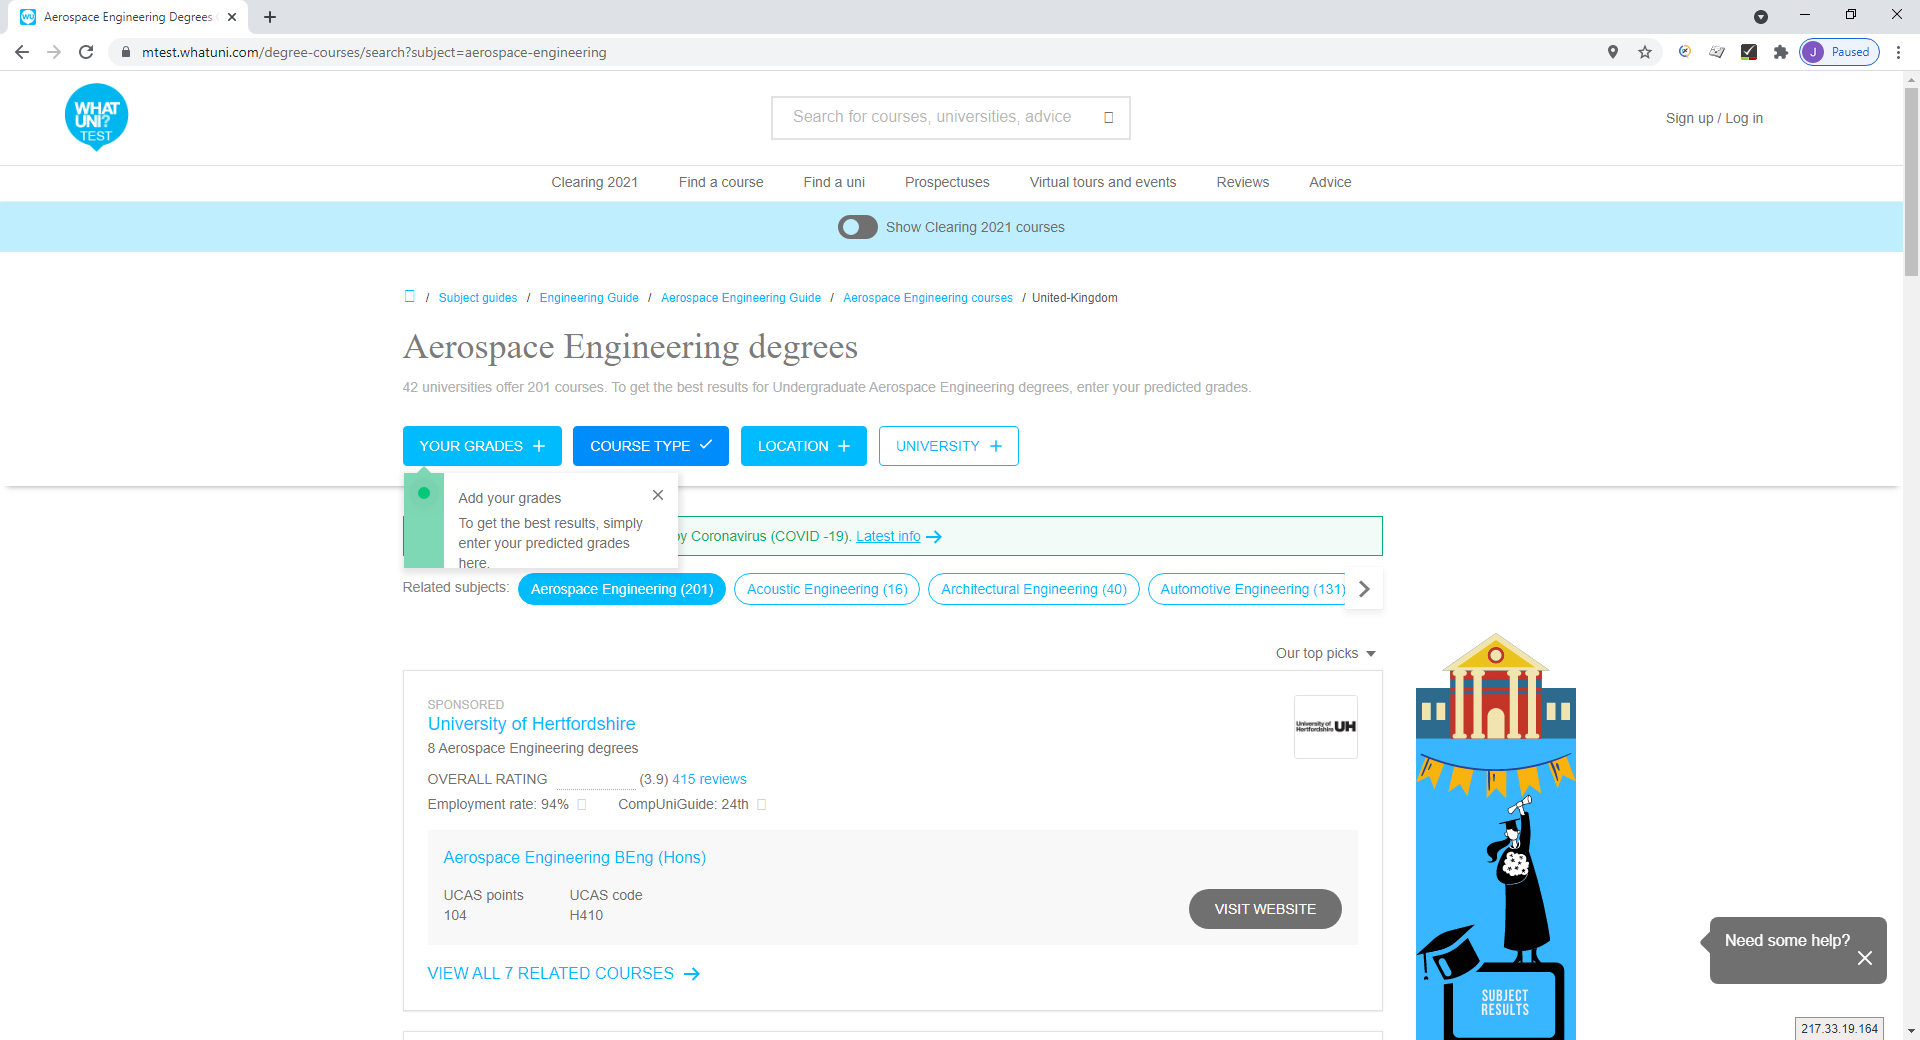 Aerospace Engineering Degrees
mtest.whatuni.com/degree-courses/search?subject=aerospace-engineering
J Paused
WHAT
UNI?
TEST
Search for courses, universities, advice
Sign up / Log in
Clearing 2021 Find a course Find a uni Prospectuses Virtual tours and events Reviews Advice
Show Clearing 2021 courses
/ Subject guides / Engineering Guide / Aerospace Engineering Guide / Aerospace Engineering courses / United-Kingdom
Aerospace Engineering degrees
42 universities offer 201 courses. To get the best results for Undergraduate Aerospace Engineering degrees, enter your predicted grades.
YOUR GRADES COURSE TYPE LOCATION UNIVERSITY
Add your grades
To get the best results, simply
enter your predicted grades
here.
by Coronavirus (COVID -19). Latest info
Related subjects: Aerospace Engineering (201) Acoustic Engineering (16) Architectural Engineering (40) Automotive Engineering (131)
Our top picks
SPONSORED
University of Hertfordshire
8 Aerospace Engineering degrees
University of
Hertfordshire UH
OVERALL RATING (3.9) 415 reviews
Employment rate: 94% CompUniGuide: 24th
Aerospace Engineering BEng (Hons)
UCAS points UCAS code
104 H410
VISIT WEBSITE
VIEW ALL 7 RELATED COURSES
SUBJECT
RESULTS
Need some help?
217.33.19.164